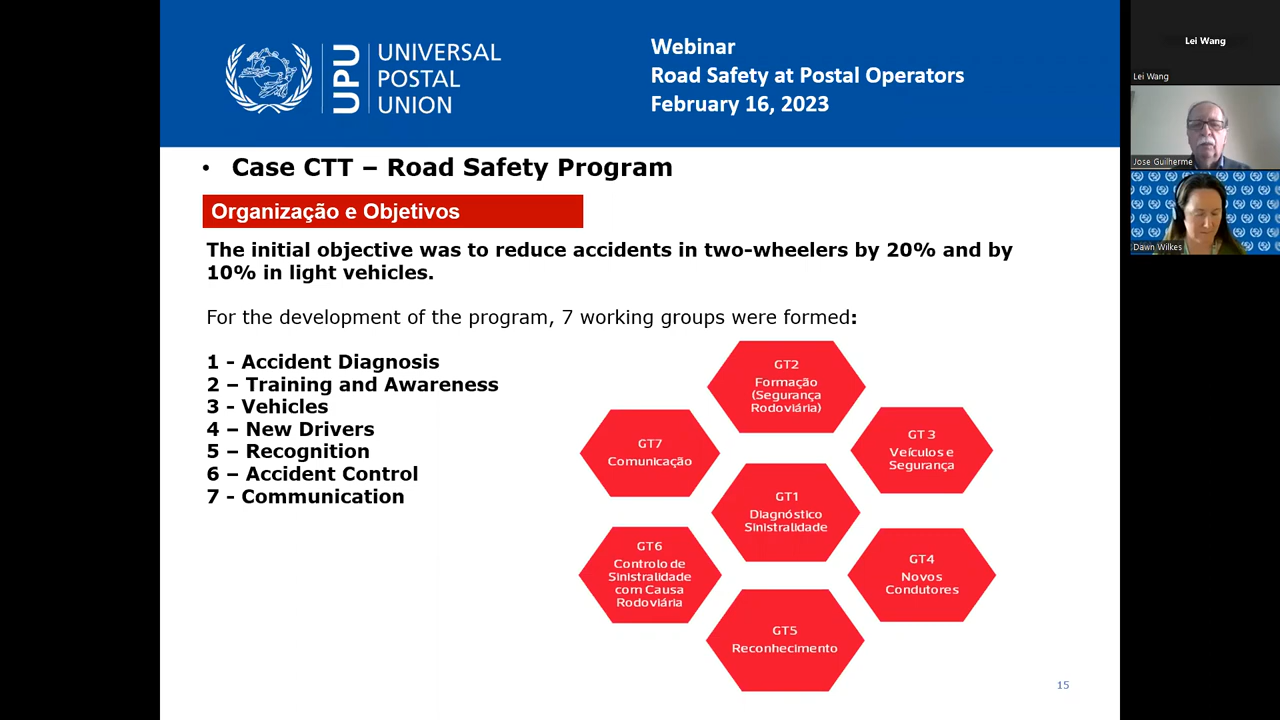 UPU
UNIVERSAL
POSTAL
UNION
Webinar
Road Safety at Postal Operators
February 16, 2023
• Case CTT – Road Safety Program
Organização e Objetivos
The initial objective was to reduce accidents in two-wheelers by 20% and by
10% in light vehicles.
For the development of the program, 7 working groups were formed:
1 - Accident Diagnosis
2 – Training and Awareness
3 - Vehicles
4 – New Drivers
5 – Recognition
6 – Accident Control
7 - Communication
GT2
Formação
(Segurança
Rodoviária)
GT7
Comunicação
GT 3
Veículos e
Segurança
GT1
Diagnóstico
Sinistralidade
GT6
Controlo de
Sinistralidade
com Causa
Rodoviária
GT4
Novos
Condutores
GT5
Reconhecimento
15
Lei Wang
Lei Wang
Jose Guilherme
Dawn Wilkes